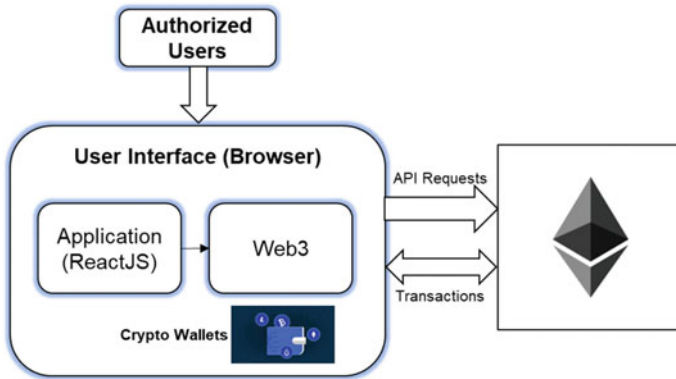 Authorized
Users
User Interface (Browser)
API Requests
Application
(ReactJS)
Web3
Transactions
Crypto Wallets